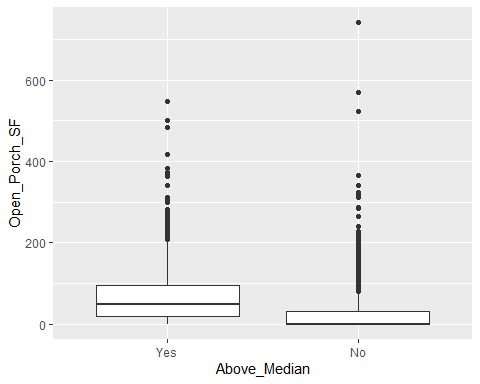 Open_Porch_SF
600
400
200
0
Yes No
Above_Median